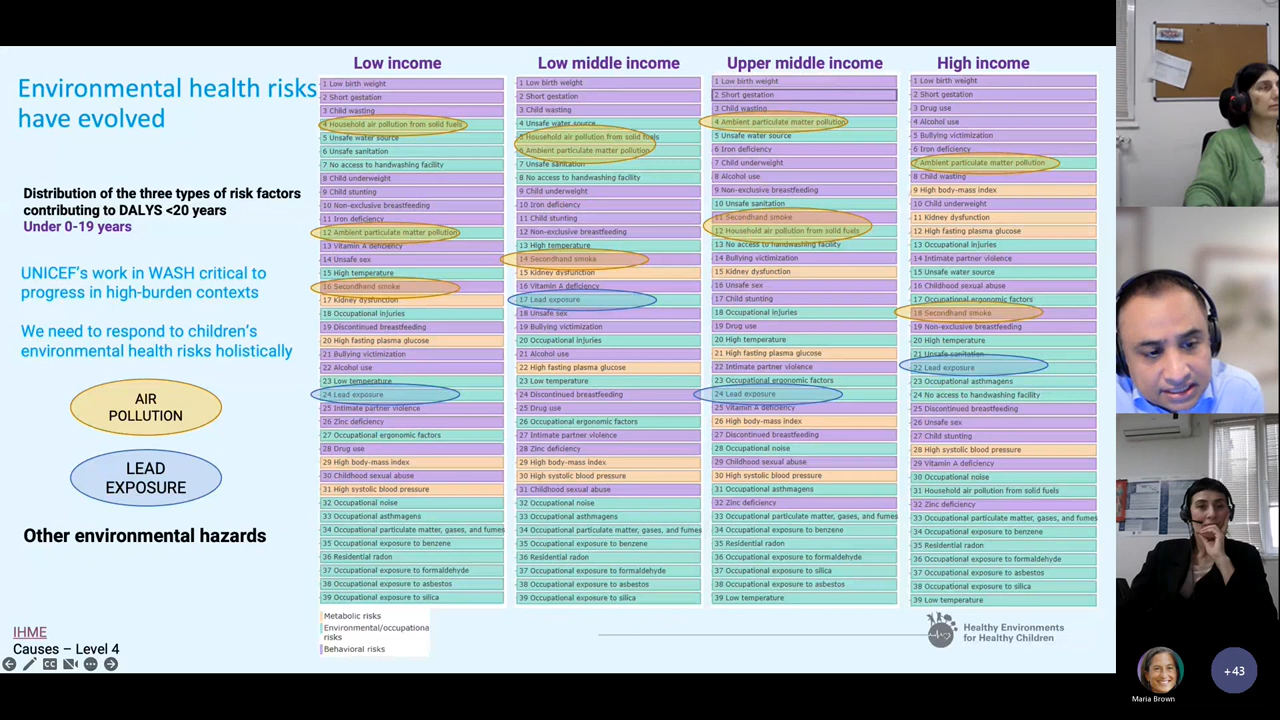 Environmental health risks
have evolved
Distribution of the three types of risk factors
contributing to DALYS <20 years
Under 0-19 years
UNICEF's work in WASH critical to
progress in high-burden contexts
We need to respond to children's
environmental health risks holistically
AIR
POLLUTION
LEAD
EXPOSURE
Other environmental hazards
IHME
Causes – Level 4
Low income
1 Low birth weight
2 Short gestation
3 Child wasting
4 Household air pollution from solid fuels
5 Unsafe water source
6 Unsafe sanitation
7 No access to handwashing facility
8 Child underweight
9 Child stunting
10 Non-exclusive breastfeeding
11 Iron deficiency
12 Ambient particulate matter pollution
13 Vitamin A deficiency
14 Unsafe sex
15 High temperature
16 Secondhand smoke
17 Kidney dysfunction
18 Occupational injuries
19 Discontinued breastfeeding
20 High fasting plasma glucose
21 Bullying victimization
22 Alcohol use
23 Low temperature
24 Lead exposure
25 Intimate partner violence
26 Zinc deficiency
27 Occupational ergonomic factors
28 Drug use
29 High body-mass index
30 Childhood sexual abuse
31 High systolic blood pressure
32 Occupational noise
33 Occupational asthmagens
34 Occupational particulate matter, gases, and fumes
35 Occupational exposure to benzene
36 Residential radon
37 Occupational exposure to formaldehyde
38 Occupational exposure to asbestos
39 Occupational exposure to silica
Metabolic risks
Environmental/occupationa
risks
Behavioral risks
Low middle income
1 Low birth weight
2 Short gestation
3 Child wasting
4 Unsafe water source
5 Household air pollution from solid fuels
6 Ambient particulate matter pollution
7 Unsafe sanitation
8 No access to handwashing facility
9 Child underweight
10 Iron deficiency
11 Child stunting
12 Non-exclusive breastfeeding
13 High temperature
14 Secondhand smoke
15 Kidney dysfunction
16 Vitamin A deficiency
17 Lead exposure
18 Unsafe sex
19 Bullying victimization
20 Occupational injuries
21 Alcohol use
22 High fasting plasma glucose
23 Low temperature
24 Discontinued breastfeeding
25 Drug use
26 Occupational ergonomic factors
27 Intimate partner violence
28 Zinc deficiency
29 High body-mass index
30 High systolic blood pressure
31 Childhood sexual abuse
32 Occupational noise
33 Occupational asthmagens
34 Occupational particulate matter, gases, and fumes
35 Occupational exposure to benzene
36 Residential radon
37 Occupational exposure to formaldehyde
38 Occupational exposure to asbestos
39 Occupational exposure to silica
Upper middle income
1 Low birth weight
2 Short gestation
3 Child wasting
4 Ambient particulate matter pollution
5 Unsafe water source
6 Iron deficiency
7 Child underweight
8 Alcohol use
9 Non-exclusive breastfeeding
10 Unsafe sanitation
11 Secondhand smoke
12 Household air pollution from solid fuels
13 No access to handwashing facility
14 Bullying victimization
15 Kidney dysfunction
16 Unsafe sex
17 Child stunting
18 Occupational injuries
19 Drug use
20 High temperature
21 High fasting plasma glucose
22 Intimate partner violence
23 Occupational ergonomic factors
24 Lead exposure
25 Vitamin A deficiency
26 High body-mass index
27 Discontinued breastfeeding
28 Occupational noise
29 Childhood sexual abuse
30 High systolic blood pressure
31 Occupational asthmagens
32 Zinc deficiency
33 Occupational particulate matter, gases, and fumes
34 Occupational exposure to benzene
35 Residential radon
36 Occupational exposure to formaldehyde
37 Occupational exposure to silica
38 Occupational exposure to asbestos
39 Low temperature
High income
1 Low birth weight
2 Short gestation
3 Drug use
4 Alcohol use
5 Bullying victimization
6 Iron deficiency
7 Ambient particulate matter pollution
8 Child wasting
9 High body-mass index
10 Child underweight
11 Kidney dysfunction
12 High fasting plasma glucose
13 Occupational injuries
14 Intimate partner violence
15 Unsafe water source
16 Childhood sexual abuse
17 Occupational ergonomic factors
18 Secondhand smoke
19 Non-exclusive breastfeeding
20 High temperature
21 Unsafe sanitation
22 Lead exposure
23 Occupational asthmagens
24 No access to handwashing facility
25 Discontinued breastfeeding
26 Unsafe sex
27 Child stunting
28 High systolic blood pressure
29 Vitamin A deficiency
30 Occupational noise
31 Household air pollution from solid fuels
32 Zinc deficiency
33 Occupational particulate matter, gases, and fumes
34 Occupational exposure to benzene
35 Residential radon
36 Occupational exposure to formaldehyde
37 Occupational exposure to asbestos
38 Occupational exposure to silica
39 Low temperature
Healthy Environments
for Healthy Children
Maria Brown
+43